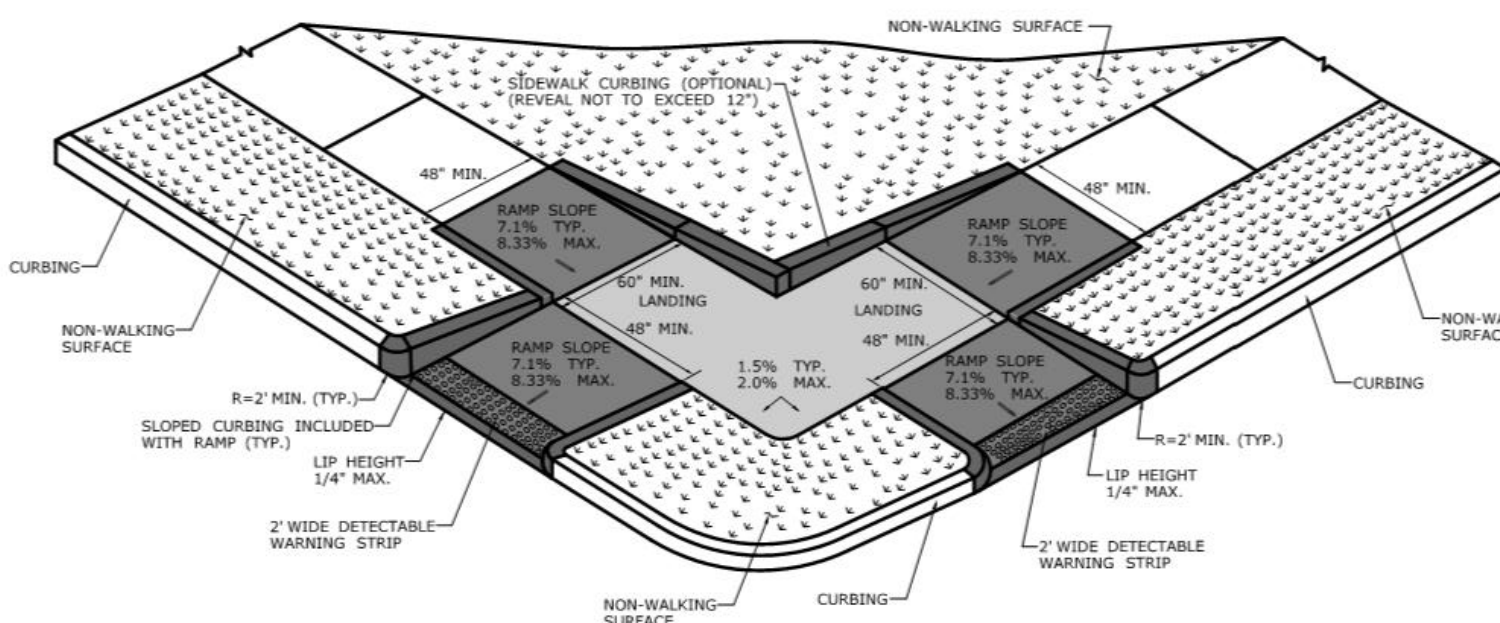 NON-WALKING SURFACE
SIDEWALK CURBING (OPTIONAL)
(REVEAL NOT TO EXCEED 12")
48" MIN.
48" MIN.
RAMP SLOPE
7.1% TYP.
8.33% MAX.
RAMP SLOPE
7.1% TYP.
8.33% MAX.
CURBING
60" MIN.
LANDING
48" MIN.
60" MIN.
LANDING
48" MIN.
NON-WALKING
SURFACE
NON-WA
SURFAC
RAMP SLOPE
7.1% TYP.
8.33% MAX.
1.5% TYP.
2.0% MAX.
RAMP SLOPE
7.1% TYP.
8.33% MAX.
CURBING
R=2' MIN. (TYP.)
SLOPED CURBING INCLUDED
WITH RAMP (TYP.)
R=2' MIN. (TYP.)
LIP HEIGHT
1/4" MAX.
LIP HEIGHT
1/4" MAX.
2' WIDE DETECTABLE
WARNING STRIP
2' WIDE DETECTABLE
WARNING STRIP
NON-WALKING
SURFACE
CURBING